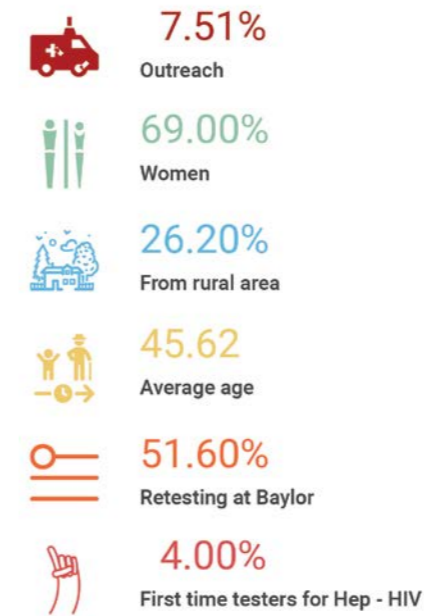 7.51%
Outreach
69.00%
Women
26.20%
From rural area
45.62
Average age
51.60%
Retesting at Baylor
4.00%
First time testers for Hep - HIV